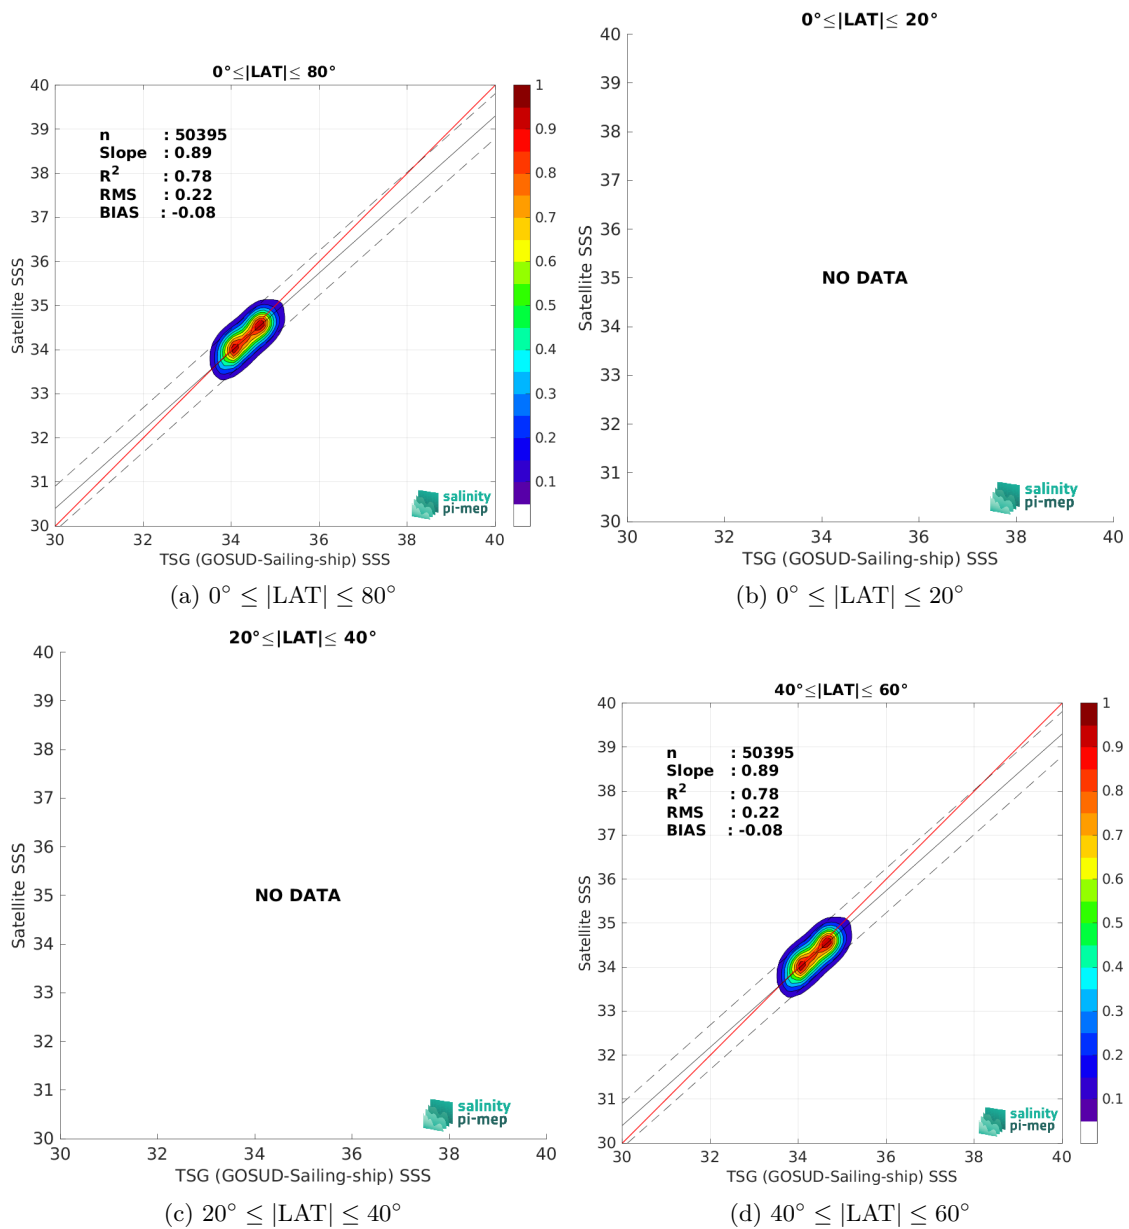 0°≤|LAT|≤ 80°
40
39
38
37
36
35
34
33
32
31
30
Satellite SSS
n : 50395
Slope : 0.89
R² : 0.78
RMS : 0.22
BIAS : -0.08
salinity
pi-mep
30 32 34 36 38 40
TSG (GOSUD-Sailing-ship) SSS
1
0.9
0.8
0.7
0.6
0.5
0.4
0.3
0.2
0.1
(a) 0° ≤ |LAT| ≤ 80°
0°≤|LAT|≤ 20°
40
39
38
37
36
35
34
33
32
31
30
Satellite SSS
NO DATA
salinity
pi-mep
30 32 34 36 38 40
TSG (GOSUD-Sailing-ship) SSS
(b) 0° ≤ |LAT| ≤ 20°
20°≤|LAT|≤ 40°
40
39
38
37
36
35
34
33
32
31
30
Satellite SSS
NO DATA
salinity
pi-mep
30 32 34 36 38 40
TSG (GOSUD-Sailing-ship) SSS
(c) 20° ≤ |LAT| ≤ 40°
40°≤|LAT|≤ 60°
40
39
38
37
36
35
34
33
32
31
30
Satellite SSS
n : 50395
Slope : 0.89
R² : 0.78
RMS : 0.22
BIAS : -0.08
salinity
pi-mep
30 32 34 36 38 40
TSG (GOSUD-Sailing-ship) SSS
1
0.9
0.8
0.7
0.6
0.5
0.4
0.3
0.2
0.1
(d) 40° ≤ |LAT| ≤ 60°